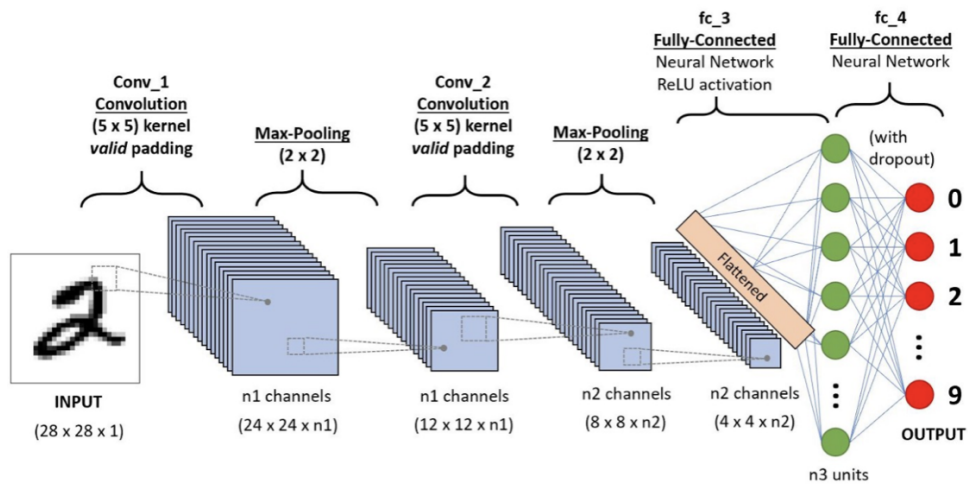 Conv_1
Convolution
(5 x 5) kernel
valid padding
Max-Pooling
(2 x 2)
Conv_2
Convolution
(5 x 5) kernel
valid padding
Max-Pooling
(2 x 2)
fc_3
Fully-Connected
Neural Network
ReLU activation
fc_4
Fully-Connected
Neural Network
(with
dropout)
Flattened
0
1
2
9
OUTPUT
2
INPUT
(28 x 28 x 1)
n1 channels
(24 x 24 x n1)
n1 channels
(12 x 12 x n1)
n2 channels
(8 x 8 x n2)
n2 channels
(4 x 4 x n2)
n3 units